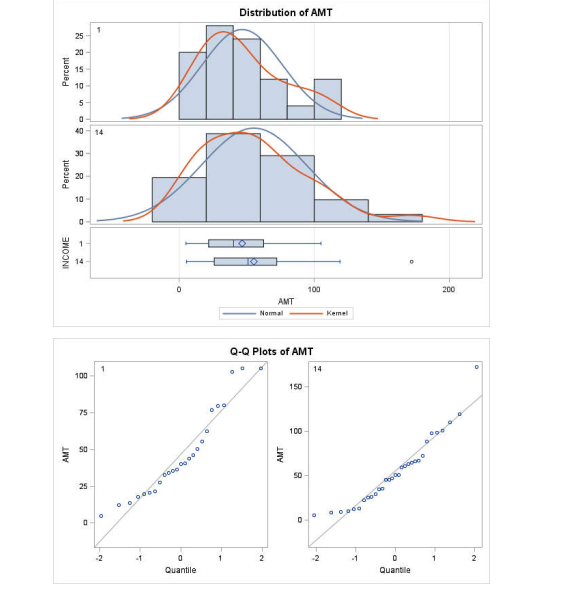 Distribution of AMT
1
25
20
15
10
5
0
Percent
14
40
30
20
10
0
Percent
INCOME
1
14
0 100 200
AMT
Normal Kernel
Q-Q Plots of AMT
1
100
75
50
25
0
AMT
-2 -1 0 1 2
Quantile
14
150
100
50
0
AMT
-2 -1 0 1 2
Quantile